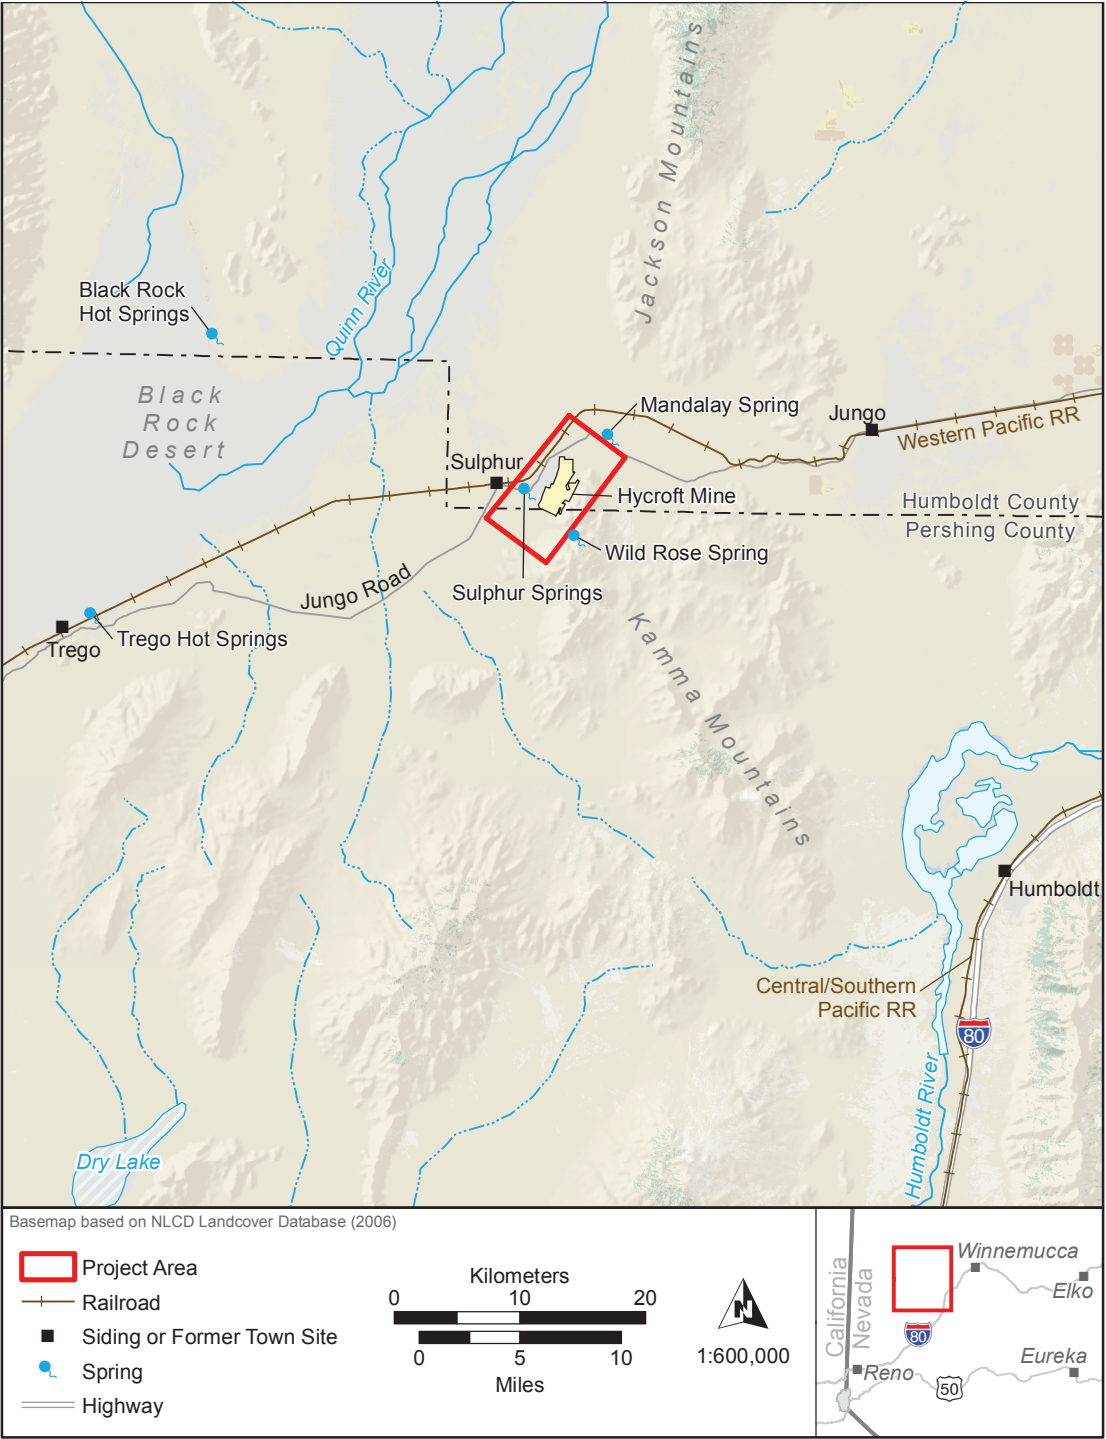 Jackson Mountains
Black Rock
Hot Springs
Quinn River
Black
Rock
Desert
Mandalay Spring
Jungo
Western Pacific RR
Sulphur
Hycroft Mine
Humboldt County
Pershing County
Wild Rose Spring
Jungo Road
Sulphur Springs
Trego Hot Springs
Trego
Kamma Mountains
Humboldt
Central/Southern
Pacific RR
80
Humboldt River
Dry Lake
Basemap based on NLCD Landcover Database (2006)
Project Area
Railroad
Siding or Former Town Site
Spring
Highway
Kilometers
0 10 20
0 5 10
Miles
N
1:600,000
California
Nevada
Winnemucca
Elko
80
Reno
50
Eureka